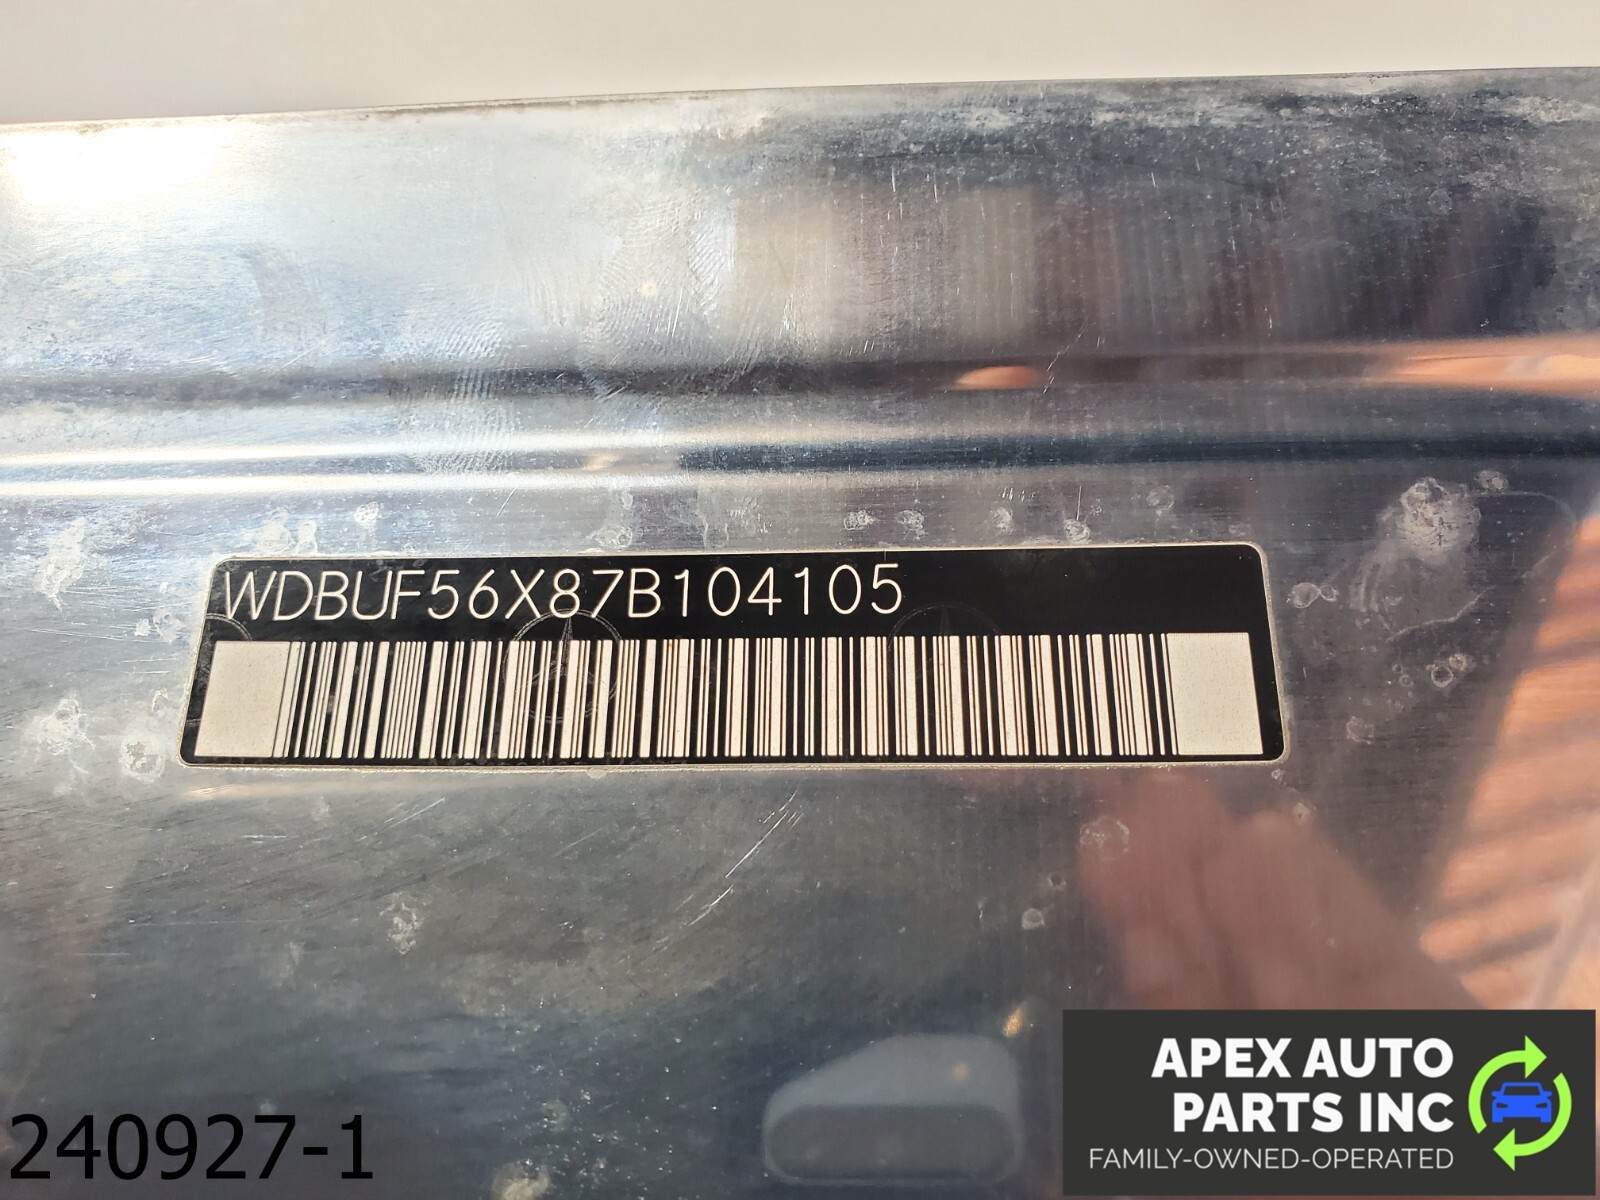 WDBUF56X87B104105
240927-1
APEX AUTO
PARTS INC
FAMILY-OWNED-OPERATED